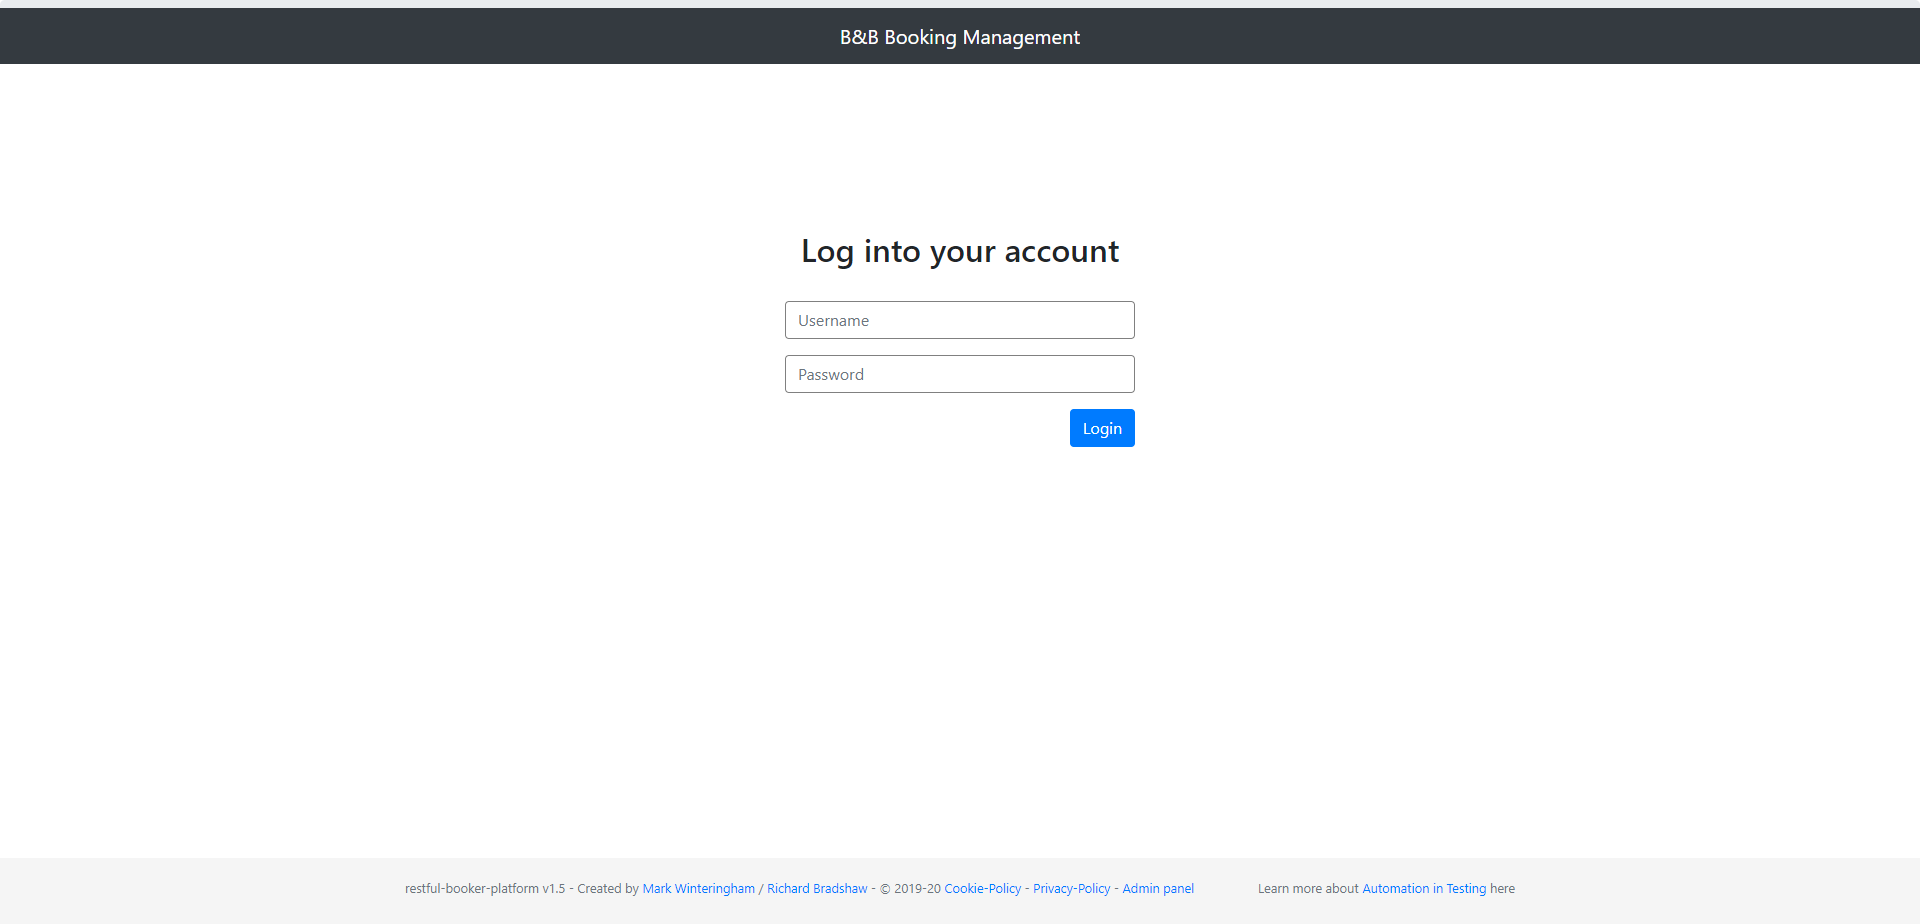 B&B Booking Management
Log into your account
Username
Password
Login
restful-booker-platform v1.5 - Created by Mark Winteringham / Richard Bradshaw - © 2019-20 Cookie-Policy - Privacy-Policy - Admin panel
Learn more about Automation in Testing here